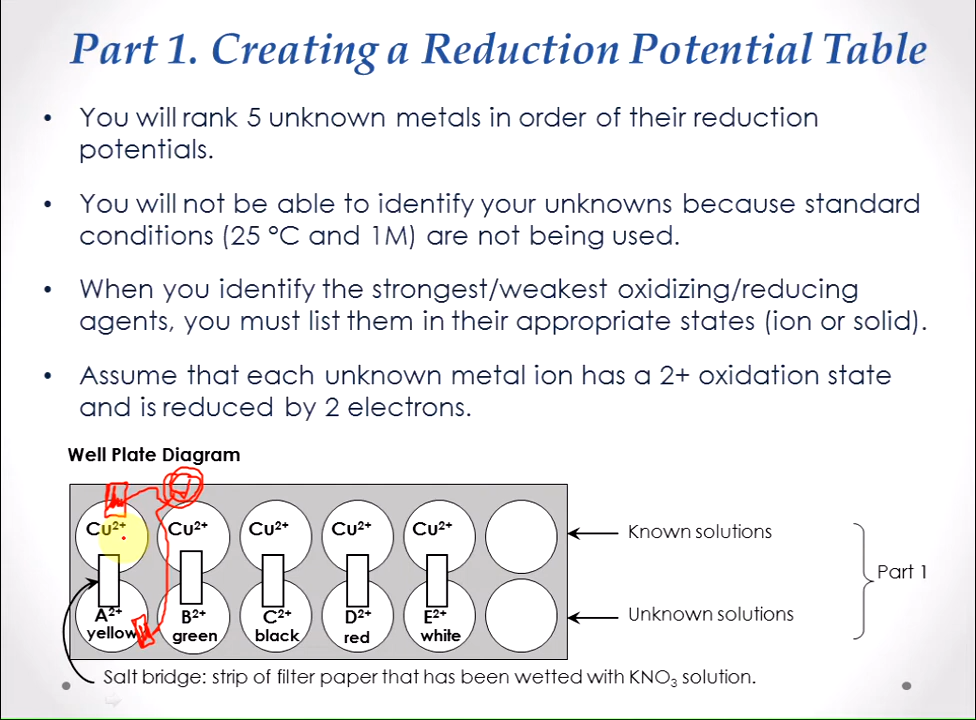 Part 1. Creating a Reduction Potential Table
• You will rank 5 unknown metals in order of their reduction
potentials.
• You will not be able to identify your unknowns because standard
conditions (25 °C and 1M) are not being used.
• When you identify the strongest/weakest oxidizing/reducing
agents, you must list them in their appropriate states (ion or solid).
• Assume that each unknown metal ion has a 2+ oxidation state
and is reduced by 2 electrons.
Well Plate Diagram
Cu²⁺ Cu²⁺ Cu²⁺ Cu²⁺ Cu²⁺ Known solutions
Part 1
A²⁺ B²⁺ C²⁺ D²⁺ E²⁺ Unknown solutions
yellow green black red white
Salt bridge: strip of filter paper that has been wetted with KNO₃ solution.